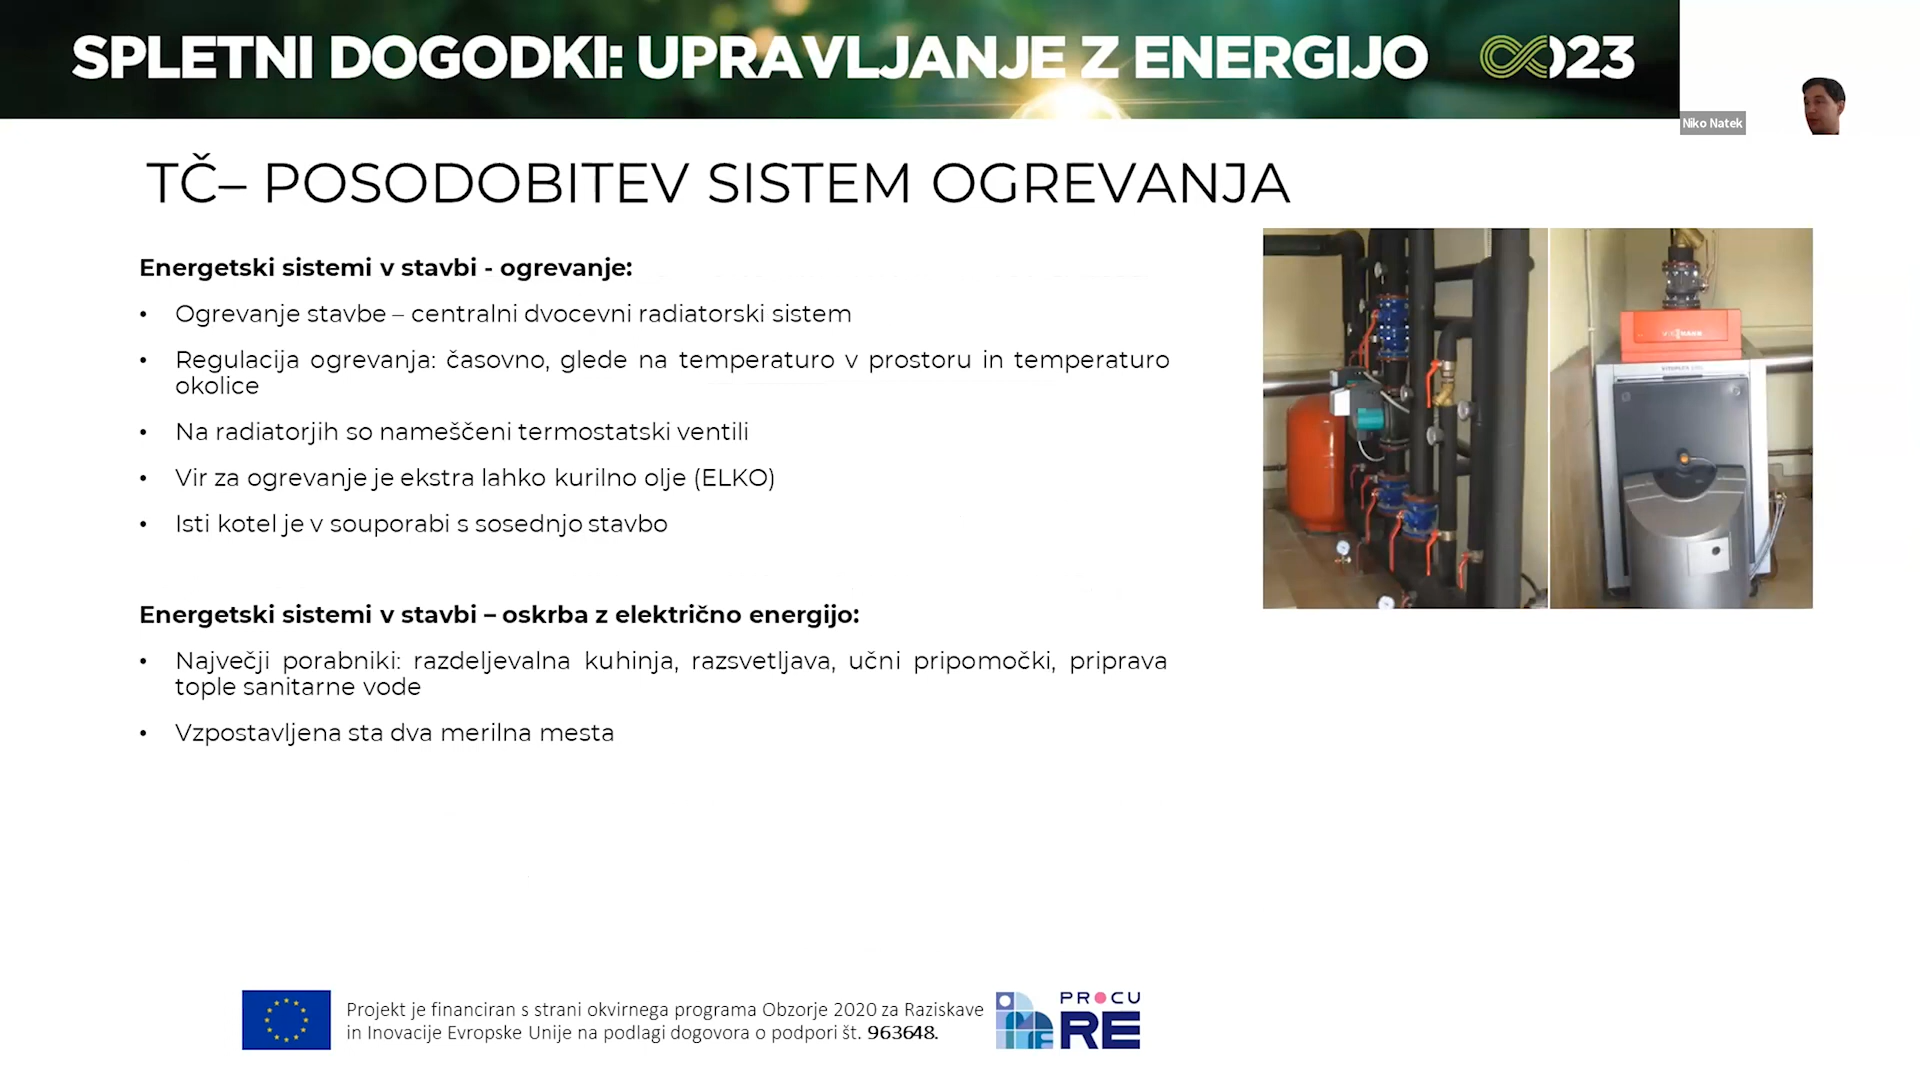 SPLETNI DOGODKI: UPRAVLJANJE Z ENERGIJO
023
Niko Natek
TČ– POSODOBITEV SISTEM OGREVANJA
Energetski sistemi v stavbi - ogrevanje:
• Ogrevanje stavbe – centralni dvocevni radiatorski sistem
• Regulacija ogrevanja: časovno, glede na temperaturo v prostoru in temperaturo
okolice
• Na radiatorjih so nameščeni termostatski ventili
• Vir za ogrevanje je ekstra lahko kurilno olje (ELKO)
• Isti kotel je v souporabi s sosednjo stavbo
Energetski sistemi v stavbi – oskrba z električno energijo:
• Največji porabniki: razdeljevalna kuhinja, razsvetljava, učni pripomočki, priprava
tople sanitarne vode
• Vzpostavljena sta dva merilna mesta
Projekt je financiran s strani okvirnega programa Obzorje 2020 za Raziskave
in Inovacije Evropske Unije na podlagi dogovora o podpori št. 963648.
PROCU
RE